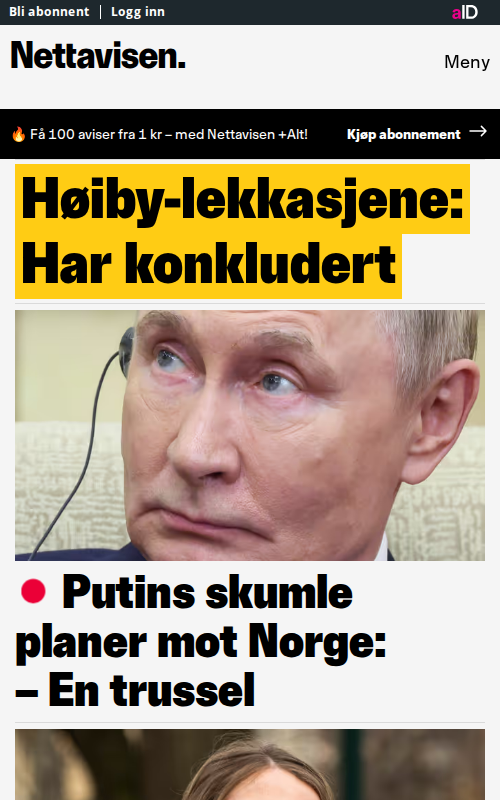 Bli abonnent | Logg inn
aID
Nettavisen.
Meny
🔥 Få 100 aviser fra 1 kr – med Nettavisen +Alt!
Kjøp abonnement →
Høiby-lekkasjene:
Har konkludert
Putins skumle
planer mot Norge:
– En trussel